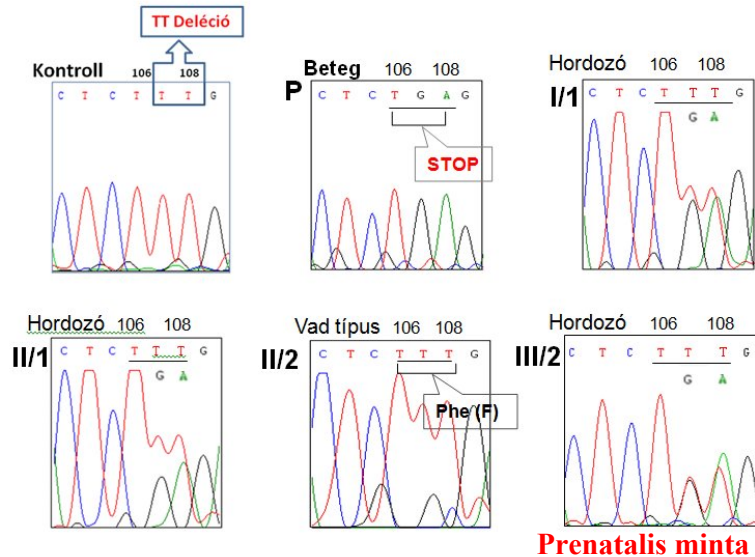 TT Deléció
Kontroll 106 108
C T C T T T G
P Beteg 106 108
C T C T G A G
STOP
I/1 Hordozó 106 108
C T C T T T G
G A
II/1 Hordozó 106 108
C T C T T T G
G A
II/2 Vad típus 106 108
C T C T T T G
Phe (F)
III/2 Hordozó 106 108
C T C T T T G
G A
Prenatalis minta